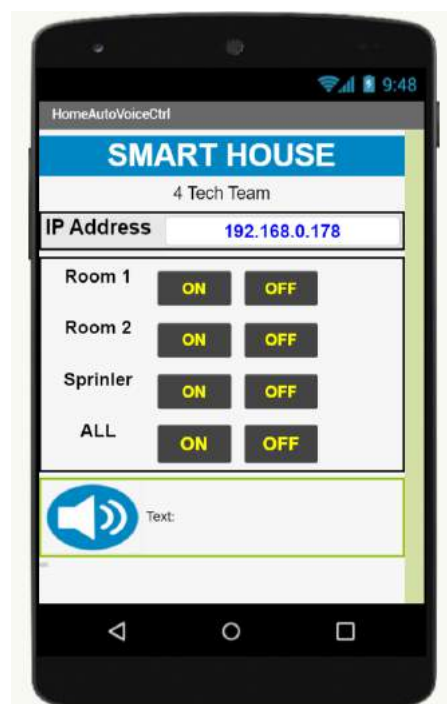 9:48
HomeAutoVoiceCtrl
SMART HOUSE
4 Tech Team
IP Address 192.168.0.178
Room 1 ON OFF
Room 2 ON OFF
Sprinler ON OFF
ALL ON OFF
Text: